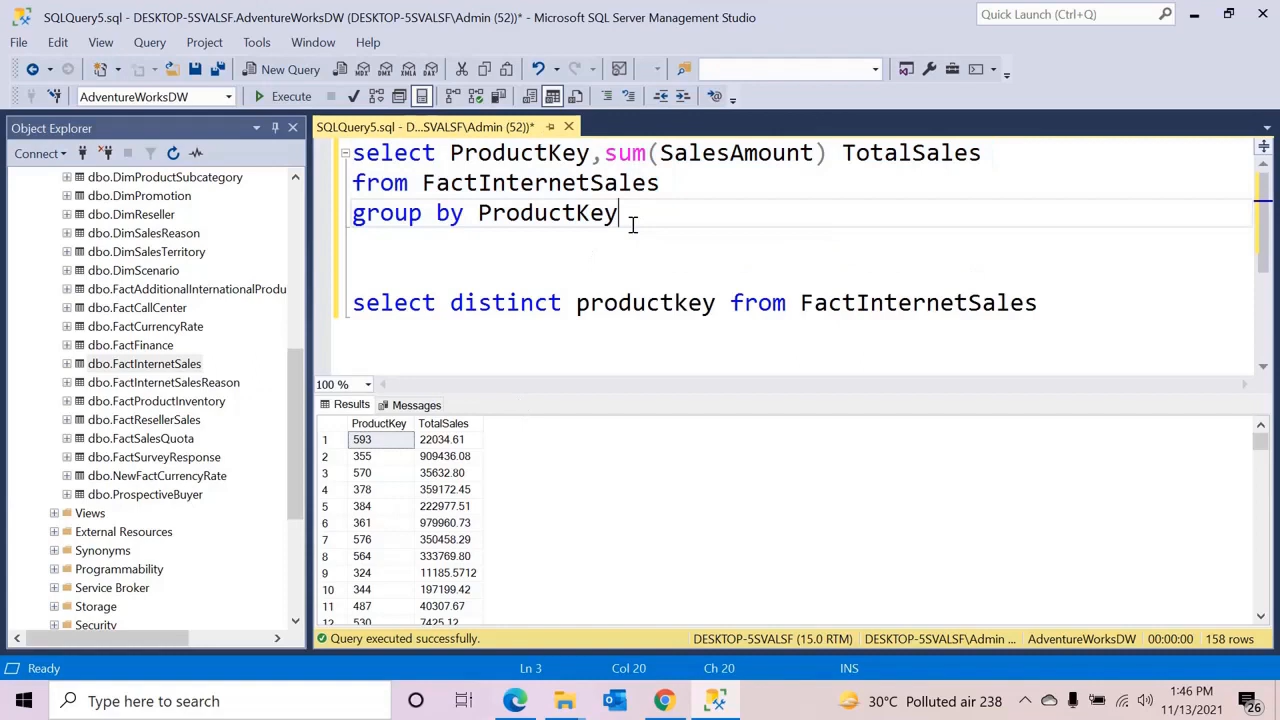 SQLQuery5.sql - DESKTOP-5SVALSF.AdventureWorksDW (DESKTOP-5SVALSF\Admin (52))* - Microsoft SQL Server Management Studio
Quick Launch (Ctrl+Q)
File Edit View Query Project Tools Window Help
New Query MDX DMX XMLA DAX
AdventureWorksDW Execute
Object Explorer
SQLQuery5.sql - D...SVALSF\Admin (52))*
Connect
select ProductKey,sum(SalesAmount) TotalSales
from FactInternetSales
group by ProductKey
select distinct productkey from FactInternetSales
dbo.DimProductSubcategory
dbo.DimPromotion
dbo.DimReseller
dbo.DimSalesReason
dbo.DimSalesTerritory
dbo.DimScenario
dbo.FactAdditionalInternationalProdu
dbo.FactCallCenter
dbo.FactCurrencyRate
dbo.FactFinance
dbo.FactInternetSales
dbo.FactInternetSalesReason
dbo.FactProductInventory
dbo.FactResellerSales
dbo.FactSalesQuota
dbo.FactSurveyResponse
dbo.NewFactCurrencyRate
dbo.ProspectiveBuyer
Views
External Resources
Synonyms
Programmability
Service Broker
Storage
Security
100 %
Results Messages
ProductKey TotalSales
1 593 22034.61
2 355 909436.08
3 570 35632.80
4 378 359172.45
5 384 222977.51
6 361 979960.73
7 576 350458.29
8 564 333769.80
9 324 11185.5712
10 344 197199.42
11 487 40307.67
12 530 7425.12
Query executed successfully. DESKTOP-5SVALSF (15.0 RTM) DESKTOP-5SVALSF\Admin ... AdventureWorksDW 00:00:00 158 rows
Ready Ln 3 Col 20 Ch 20 INS
Type here to search
30°C Polluted air 238
1:46 PM
11/13/2021
26